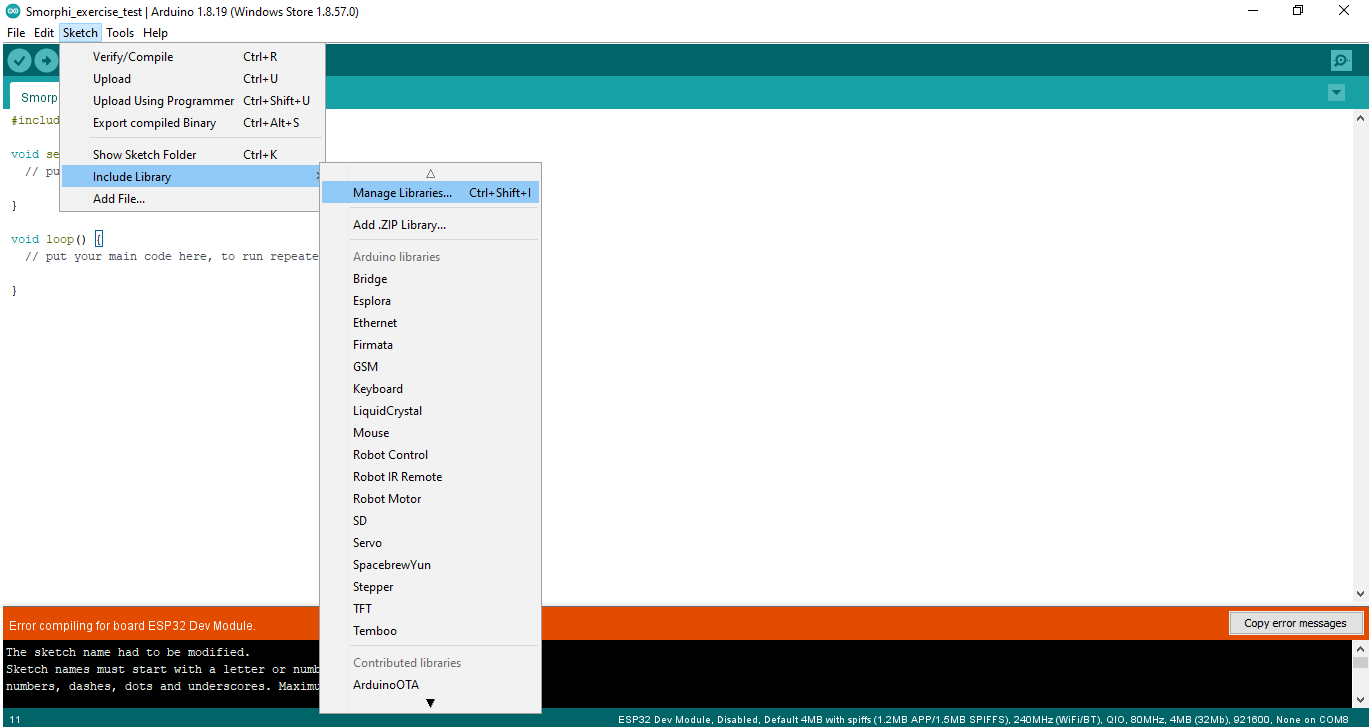 Smorphi_exercise_test | Arduino 1.8.19 (Windows Store 1.8.57.0)
File Edit Sketch Tools Help
Verify/Compile Ctrl+R
Upload Ctrl+U
Upload Using Programmer Ctrl+Shift+U
Export compiled Binary Ctrl+Alt+S
Show Sketch Folder Ctrl+K
Include Library
Add File...
Manage Libraries... Ctrl+Shift+I
Add .ZIP Library...
Arduino libraries
Bridge
Esplora
Ethernet
Firmata
GSM
Keyboard
LiquidCrystal
Mouse
Robot Control
Robot IR Remote
Robot Motor
SD
Servo
SpacebrewYun
Stepper
TFT
Temboo
Contributed libraries
ArduinoOTA
Smorp
#includ
void se
// pu
}
void loop() {
// put your main code here, to run repeate
}
Error compiling for board ESP32 Dev Module.
Copy error messages
The sketch name had to be modified.
Sketch names must start with a letter or numb
numbers, dashes, dots and underscores. Maximu
11
ESP32 Dev Module, Disabled, Default 4MB with spiffs (1.2MB APP/1.5MB SPIFFS), 240MHz (WiFi/BT), QIO, 80MHz, 4MB (32Mb), 921600, None on COM8